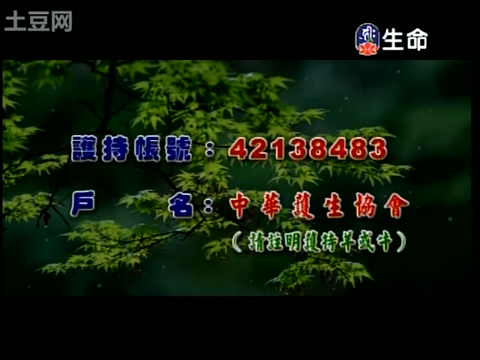 土豆网
生命
護持帳號：42138483
戶 名：中華護生協會
（請註明護持羊或牛）